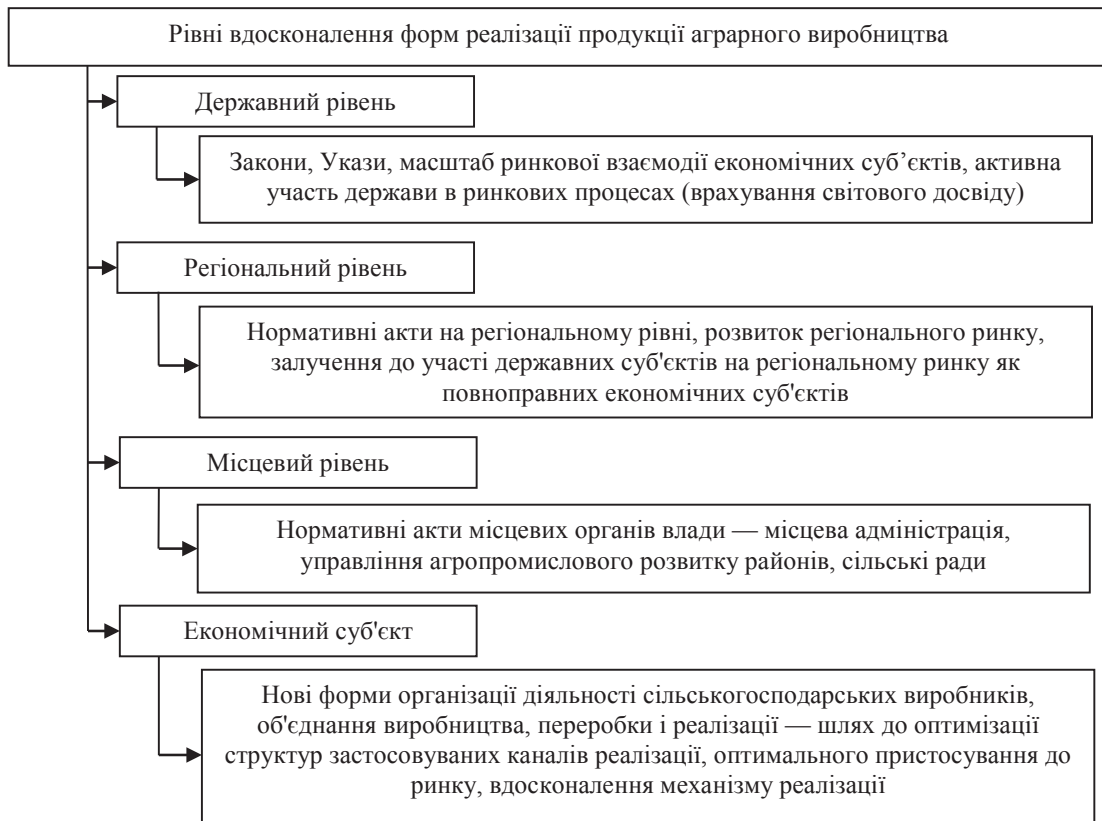 Рівні вдосконалення форм реалізації продукції аграрного виробництва
Державний рівень
Закони, Укази, масштаб ринкової взаємодії економічних суб’єктів, активна
участь держави в ринкових процесах (врахування світового досвіду)
Регіональний рівень
Нормативні акти на регіональному рівні, розвиток регіонального ринку,
залучення до участі державних суб'єктів на регіональному ринку як
повноправних економічних суб'єктів
Місцевий рівень
Нормативні акти місцевих органів влади — місцева адміністрація,
управління агропромислового розвитку районів, сільські ради
Економічний суб'єкт
Нові форми організації діяльності сільськогосподарських виробників,
об'єднання виробництва, переробки і реалізації — шлях до оптимізації
структур застосовуваних каналів реалізації, оптимального пристосування до
ринку, вдосконалення механізму реалізації